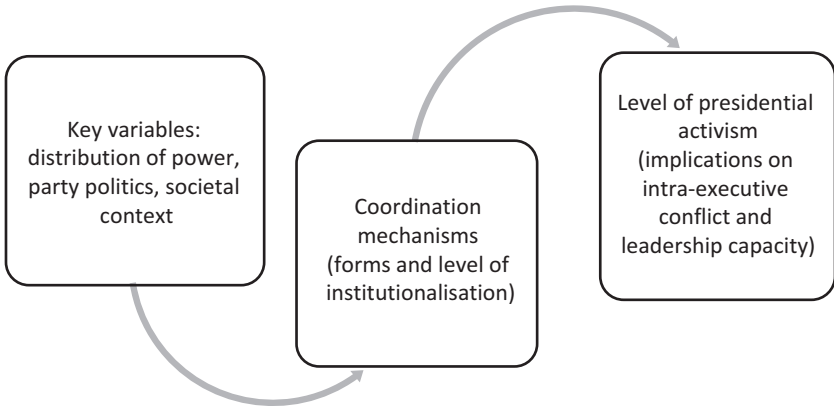 Key variables:
distribution of power,
party politics, societal
context
Coordination
mechanisms
(forms and level of
institutionalisation)
Level of presidential
activism
(implications on
intra-executive
conflict and
leadership capacity)